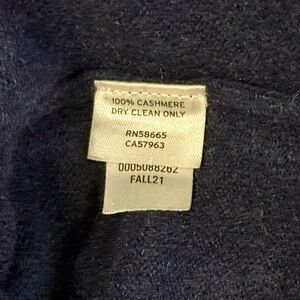 100% CASHMERE
DRY CLEAN ONLY
RN58665
CA57963
0005088262
FALL21